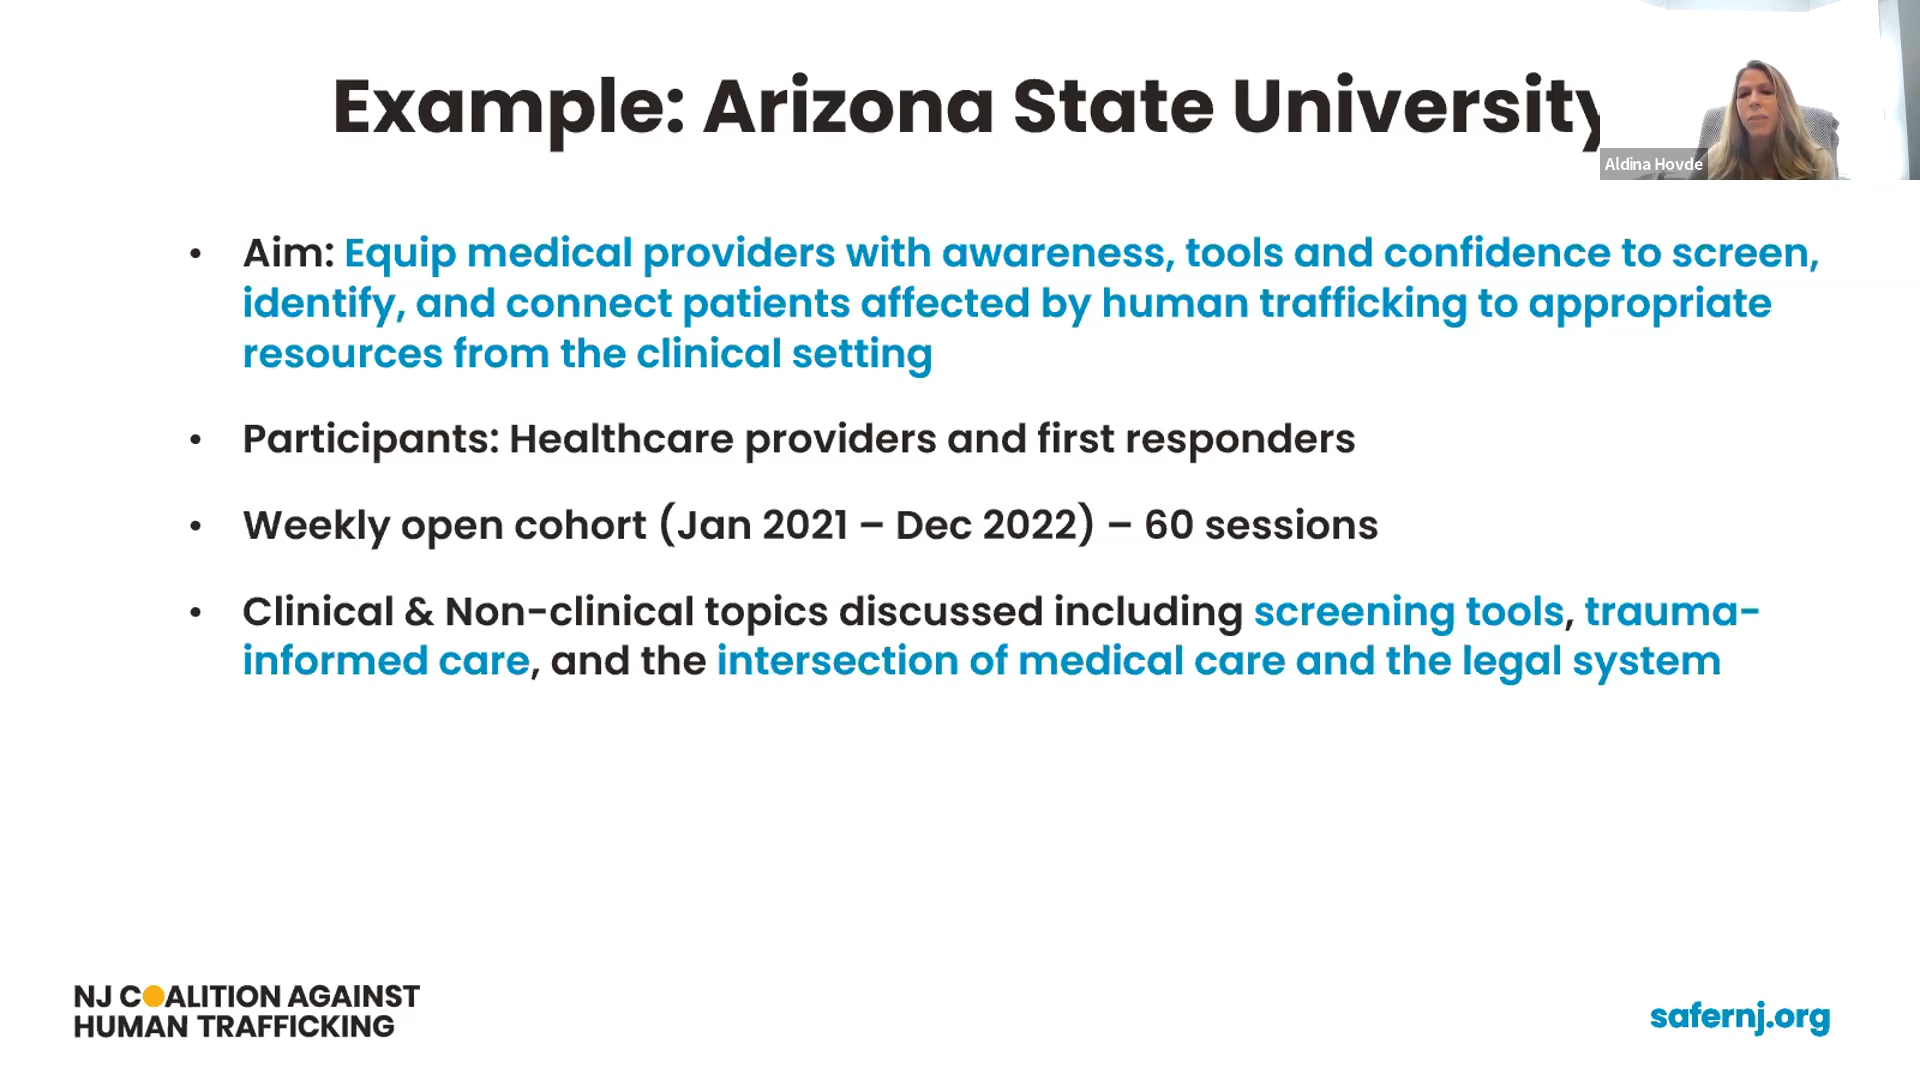 Example: Arizona State University
Aldina Hovde
• Aim: Equip medical providers with awareness, tools and confidence to screen,
identify, and connect patients affected by human trafficking to appropriate
resources from the clinical setting
• Participants: Healthcare providers and first responders
• Weekly open cohort (Jan 2021 – Dec 2022) – 60 sessions
• Clinical & Non-clinical topics discussed including screening tools, trauma-
informed care, and the intersection of medical care and the legal system
NJ COALITION AGAINST
HUMAN TRAFFICKING
safernj.org